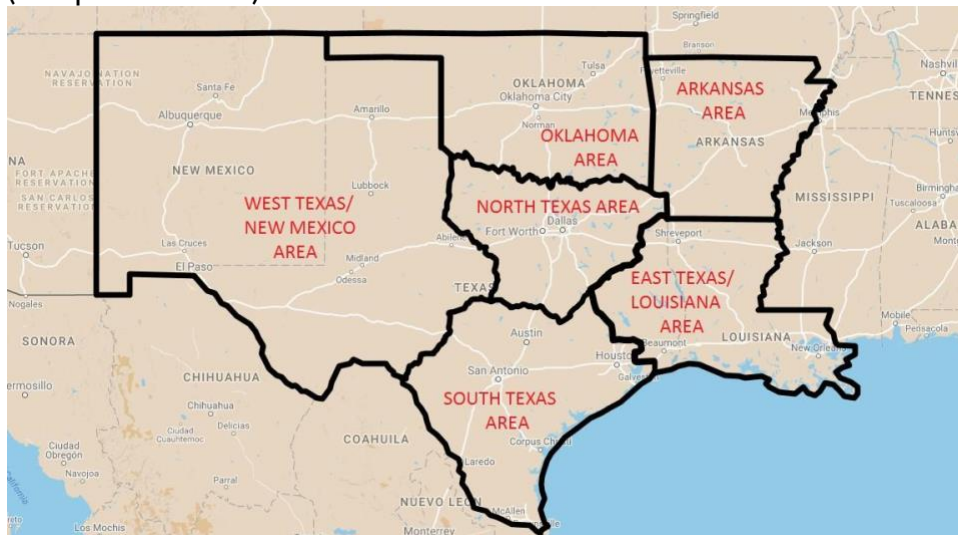 Springfield
Branson
NAVAJO NATION
RESERVATION
Santa Fe
Tulsa
Fayetteville
Nashvi
OKLAHOMA
Oklahoma City
ARKANSAS
AREA
TENNES
Albuquerque
Amarillo
Memphis
Norman
OKLAHOMA
AREA
ARKANSAS
Huntsv
NA
FORT APACHE
RESERVATION
SAN CARLOS
RESERVATION
NEW MEXICO
Lubbock
WEST TEXAS/
NEW MEXICO
AREA
NORTH TEXAS AREA
Dallas
Fort Worth
MISSISSIPPI
Birmingha
Tuscaloosa
ALABA
Mont
Tucson
Las Cruces
El Paso
Abilene
Shreveport
Jackson
Midland
Odessa
TEXAS
EAST TEXAS/
LOUISIANA
AREA
Nogales
SONORA
Austin
Beaumont
LOUISIANA
Mobile
Pensacola
New Orleans
Houston
Galveston
San Antonio
CHIHUAHUA
ermosillo
Chihuahua
Delicias
Ciudad
Cuauhtemoc
SOUTH TEXAS
AREA
COAHUILA
Corpus Christi
Ciudad
Obregón
Navojoa
Laredo
Parral
NUEVO LEON
McAllen
Los Mochis
Monterrey